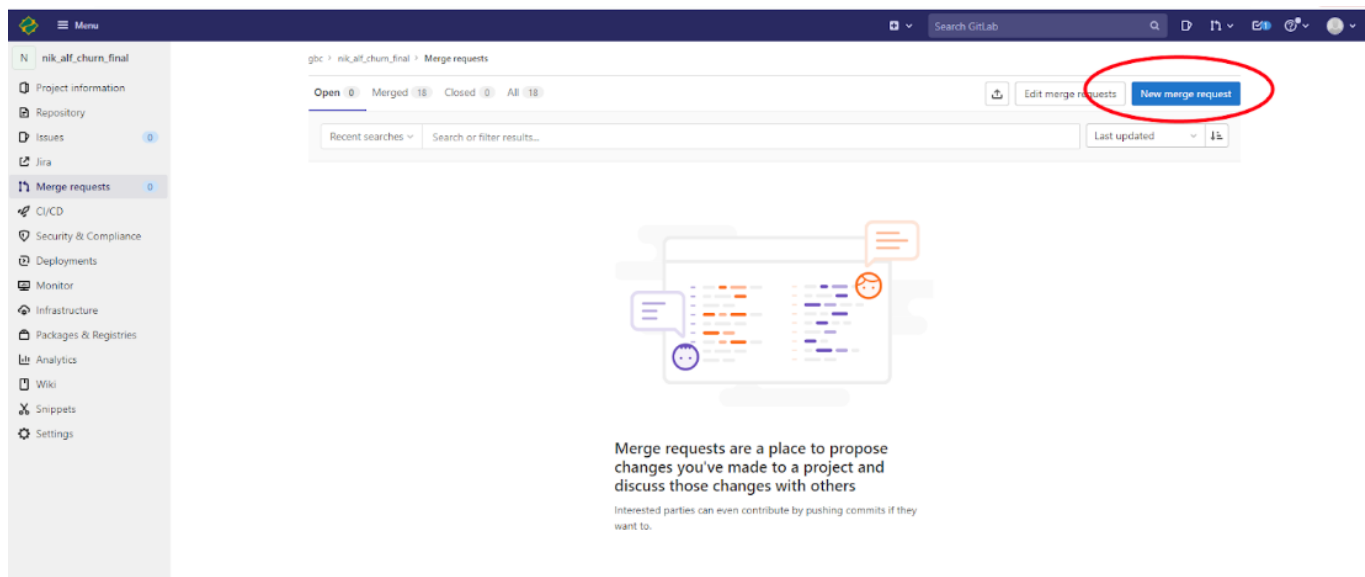 Menu
Search GitLab
1
N nik_alf_churn_final
Project information
Repository
Issues 0
Jira
Merge requests 0
CI/CD
Security & Compliance
Deployments
Monitor
Infrastructure
Packages & Registries
Analytics
Wiki
Snippets
Settings
gbc > nik_alf_churn_final > Merge requests
Open 0 Merged 18 Closed 0 All 18
Edit merge requests New merge request
Recent searches Search or filter results... Last updated
Merge requests are a place to propose
changes you've made to a project and
discuss those changes with others
Interested parties can even contribute by pushing commits if they
want to.